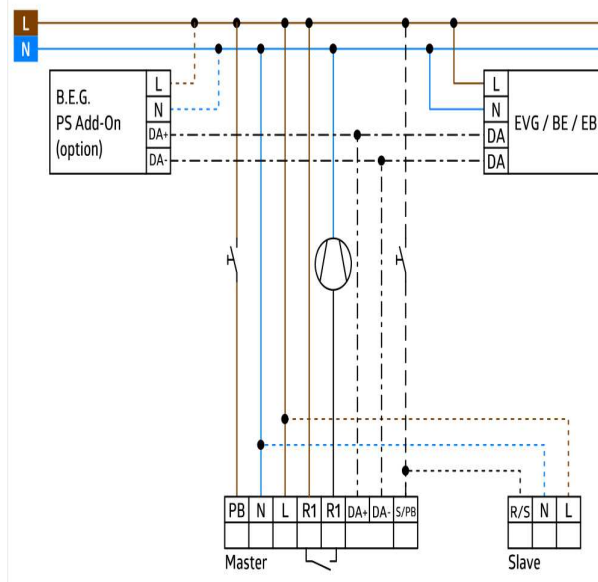 L
N
B.E.G.
PS Add-On
(option)
L
N
DA+
DA-
L
N
DA
DA
EVG / BE / EB
PB N L R1 R1 DA+ DA- S/PB
Master
R/S N L
Slave